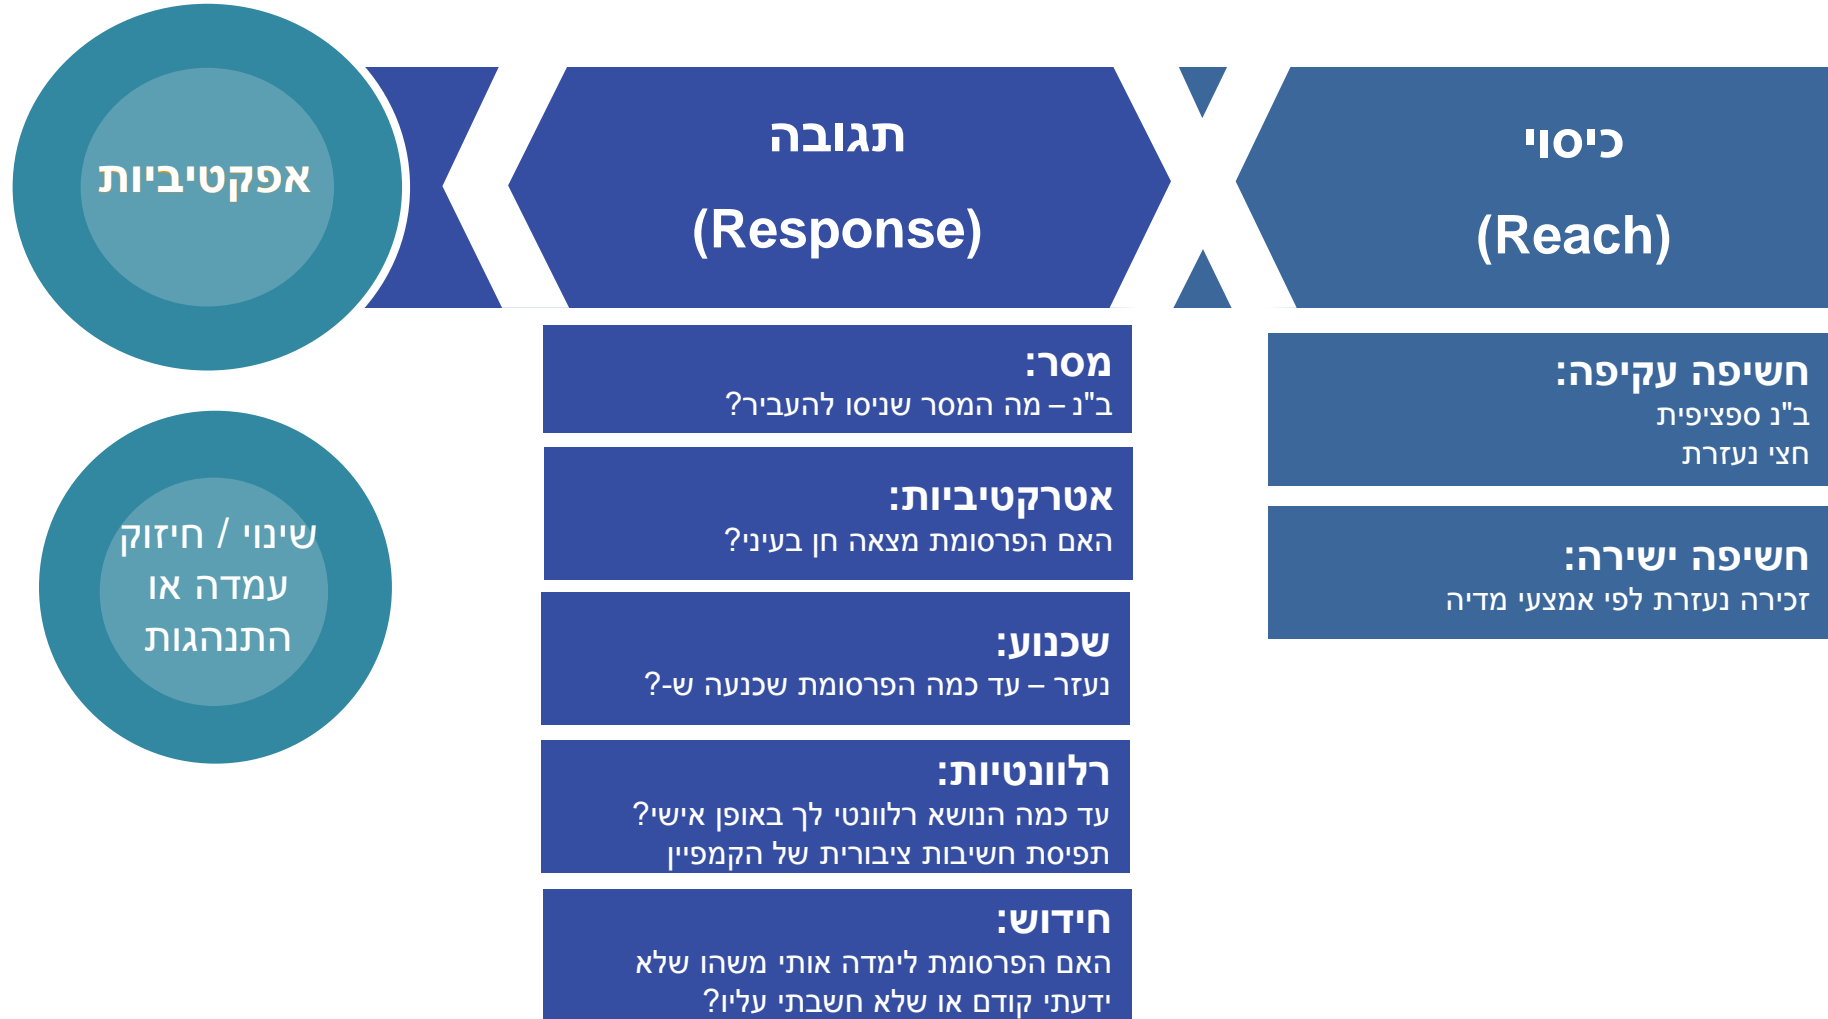 כיסוי
(Reach)
חשיפה עקיפה:
ב"נ ספציפית
חצי נעזרת
חשיפה ישירה:
זכירה נעזרת לפי אמצעי מדיה
תגובה
(Response)
מסר:
ב"נ – מה המסר שניסו להעביר?
אטרקטיביות:
האם הפרסומת מצאה חן בעיני?
שכנוע:
נעזר – עד כמה הפרסומת שכנעה ש-?
רלוונטיות:
עד כמה הנושא רלוונטי לך באופן אישי?
תפיסת חשיבות ציבורית של הקמפיין
חידוש:
האם הפרסומת לימדה אותי משהו שלא
ידעתי קודם או שלא חשבתי עליו?
אפקטיביות
שינוי / חיזוק
עמדה או
התנהגות